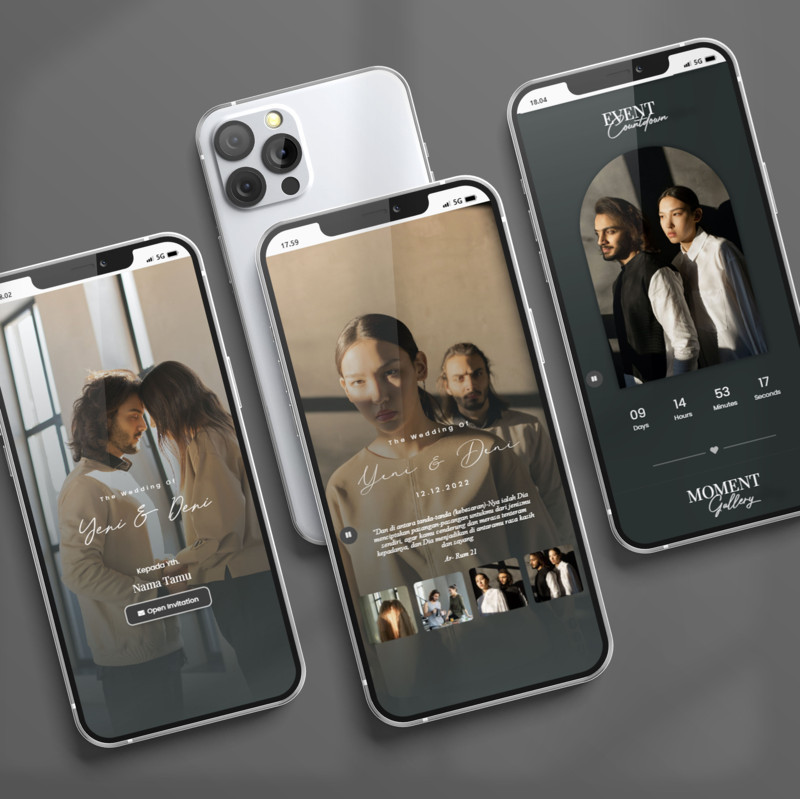 8.02
5G
The Wedding Of
Yeni & Deni
Kepada Yth.
Nama Tamu
Open Invitation
17.59
5G
The Wedding Of
Yeni & Deni
12.12.2022
"Dan di antara tanda-tanda (kebesaran)-Nya ialah Dia
menciptakan pasangan-pasangan untukmu dari jenismu
sendiri, agar kamu cenderung dan merasa tenteram
kepadanya, dan Dia menjadikan di antaramu rasa kasih
dan sayang
Ar- Rum 21
18.04
5G
EVENT
Countdown
09 14 53 17
Days Hours Minutes Seconds
MOMENT
Gallery